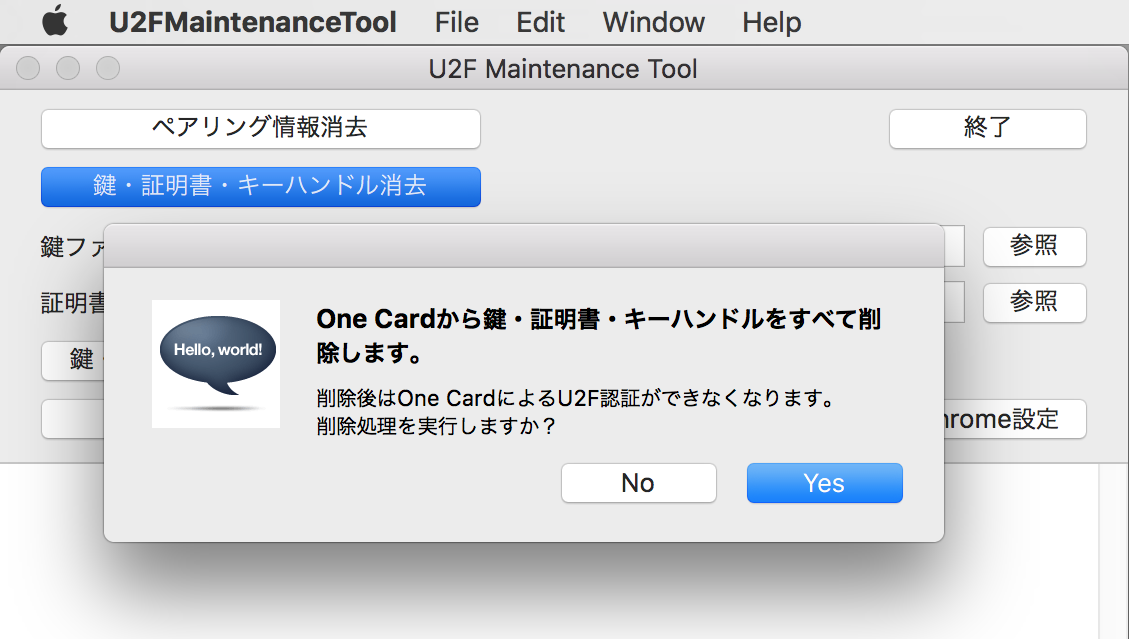 U2FMaintenanceTool File Edit Window Help
U2F Maintenance Tool
ペアリング情報消去
終了
鍵・証明書・キーハンドル消去
鍵ファ
参照
証明書
参照
鍵
hrome設定
Hello, world!
One Cardから鍵・証明書・キーハンドルをすべて削
除します。
削除後はOne CardによるU2F認証ができなくなります。
削除処理を実行しますか？
No
Yes